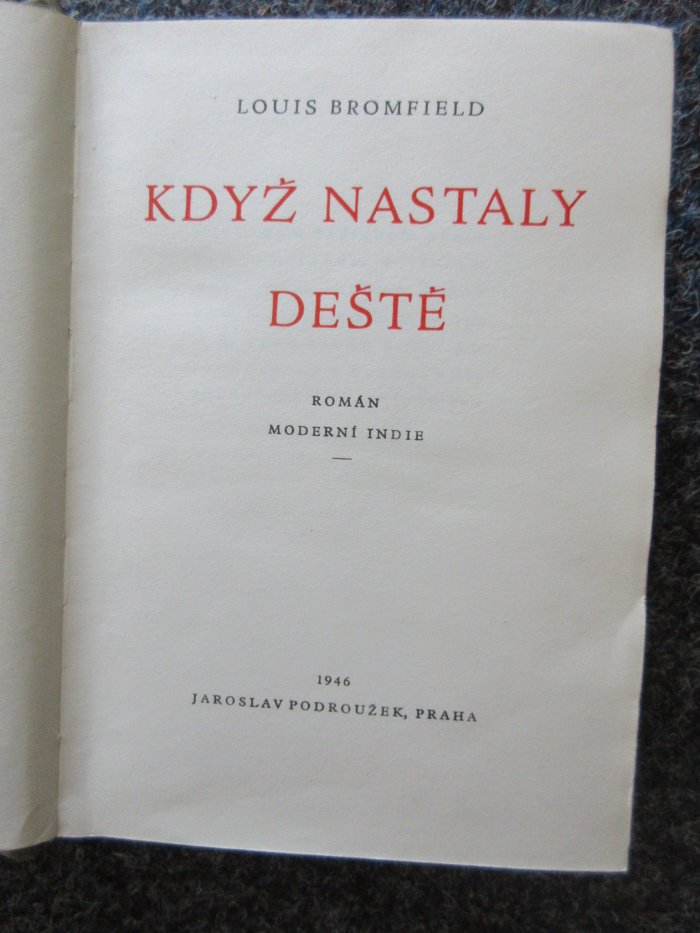 LOUIS BROMFIELD
KDYŽ NASTALY
DEŠTĚ
ROMÁN
MODERNÍ INDIE
1946
JAROSLAV PODROUŽEK, PRAHA